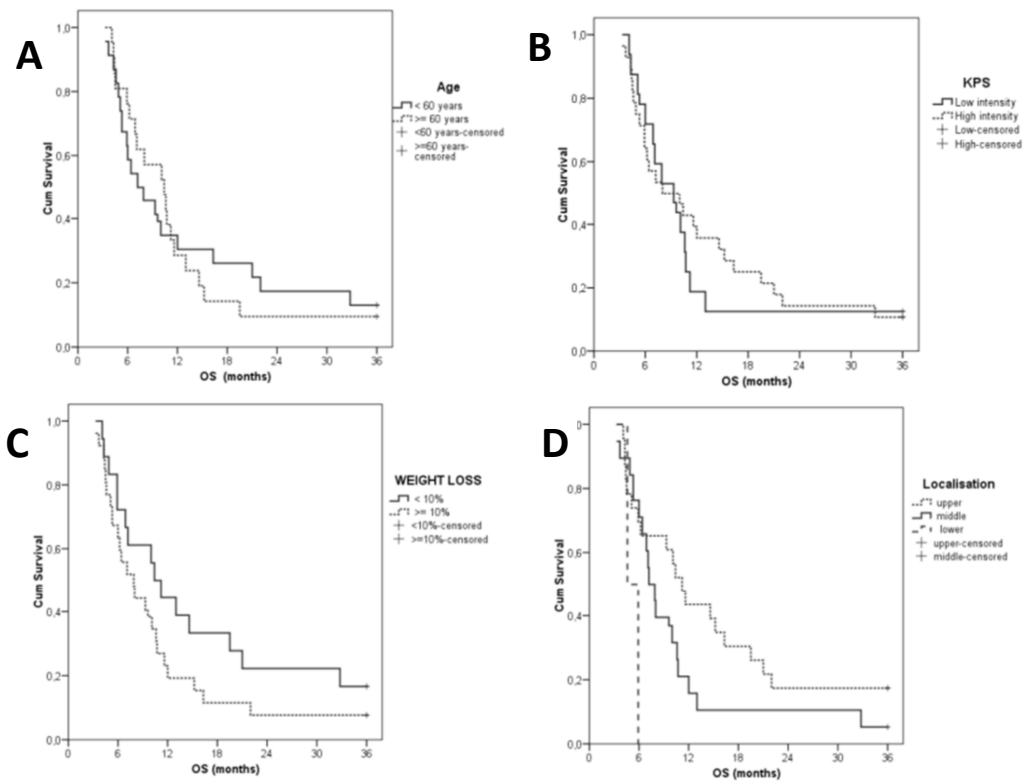 A
Cum Survival
1,0
0,8
0,6
0,4
0,2
0,0
0 6 12 18 24 30 36
OS (months)
Age
< 60 years
>= 60 years
<60 years-censored
>=60 years-
censored
B
Cum Survival
1,0
0,8
0,6
0,4
0,2
0,0
0 6 12 18 24 30 36
OS (months)
KPS
Low intensity
High intensity
Low-censored
High-censored
C
Cum Survival
1,0
0,8
0,6
0,4
0,2
0,0
0 6 12 18 24 30 36
OS (months)
WEIGHT LOSS
< 10%
>= 10%
<10%-censored
>=10%-censored
D
Cum Survival
0
0,8
0,6
0,4
0,2
0,0
0 6 12 18 24 30 36
OS (months)
Localisation
upper
middle
lower
upper-censored
middle-censored